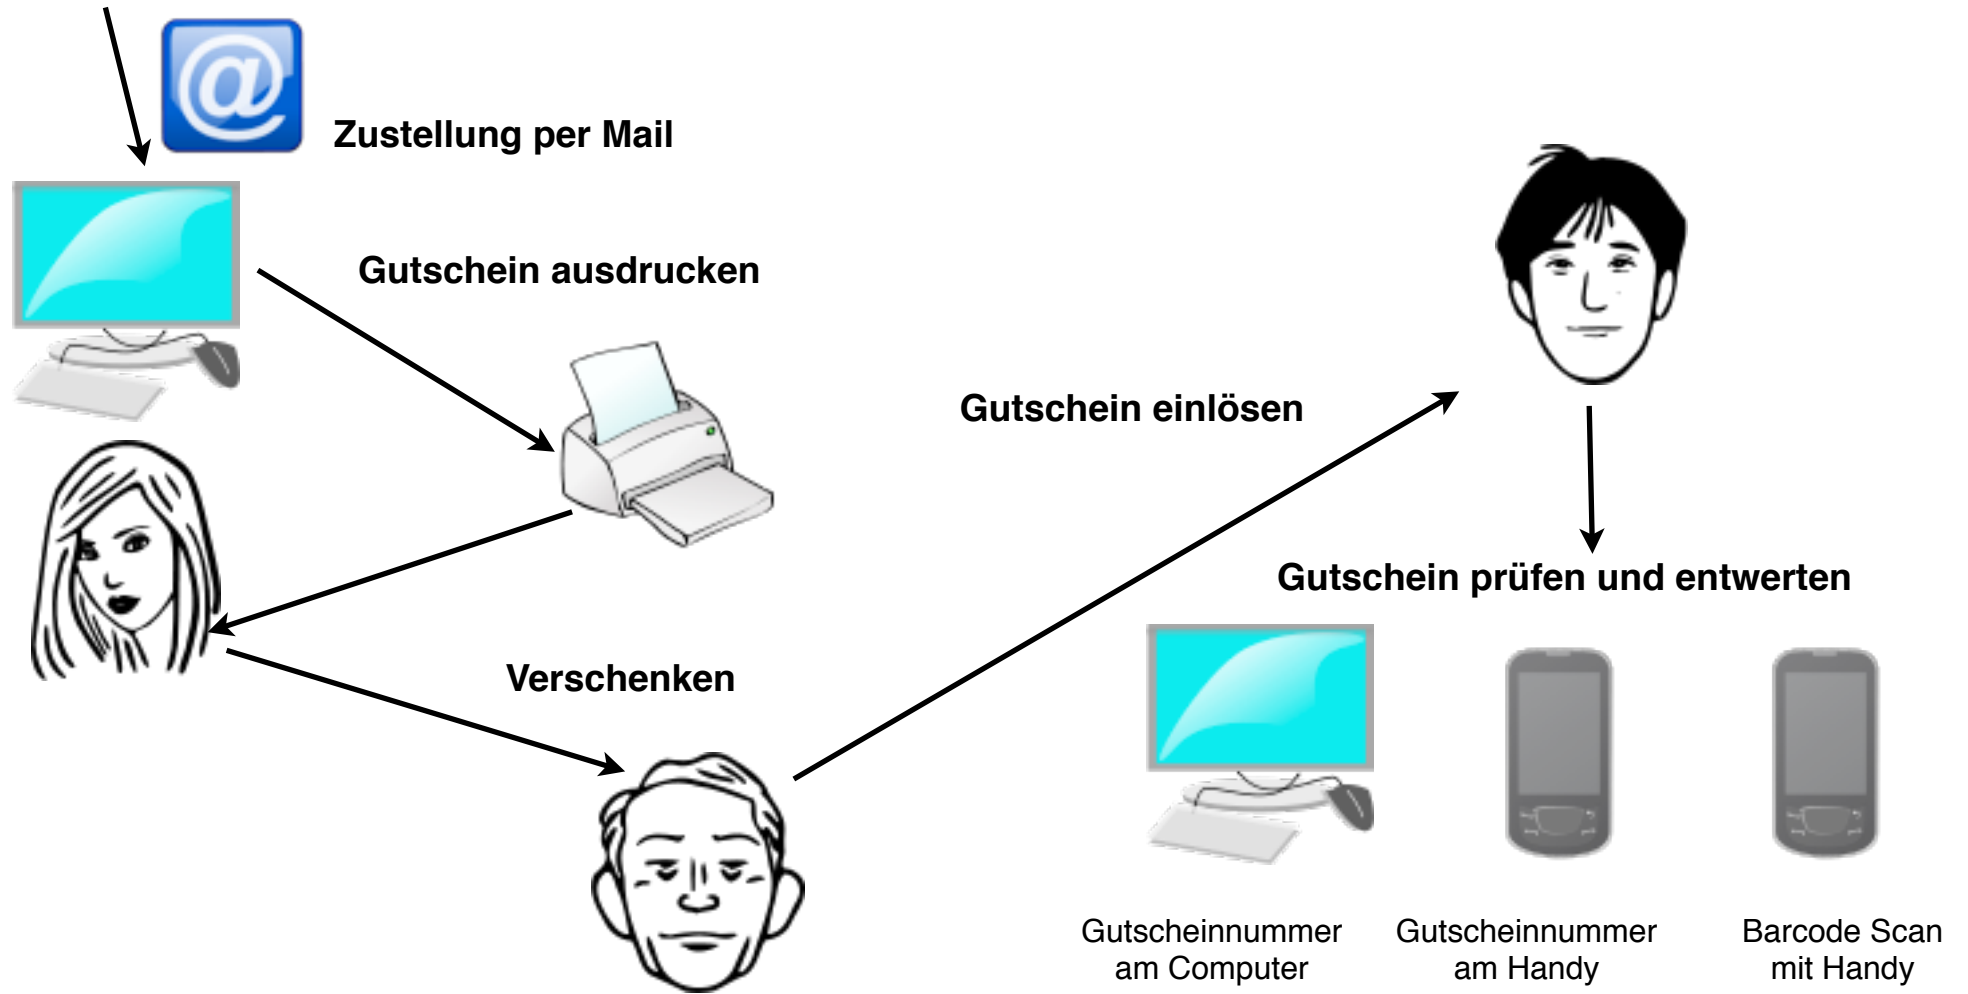 @
Zustellung per Mail
Gutschein ausdrucken
Gutschein einlösen
Gutschein prüfen und entwerten
Verschenken
Gutscheinnummer
am Computer
Gutscheinnummer
am Handy
Barcode Scan
mit Handy